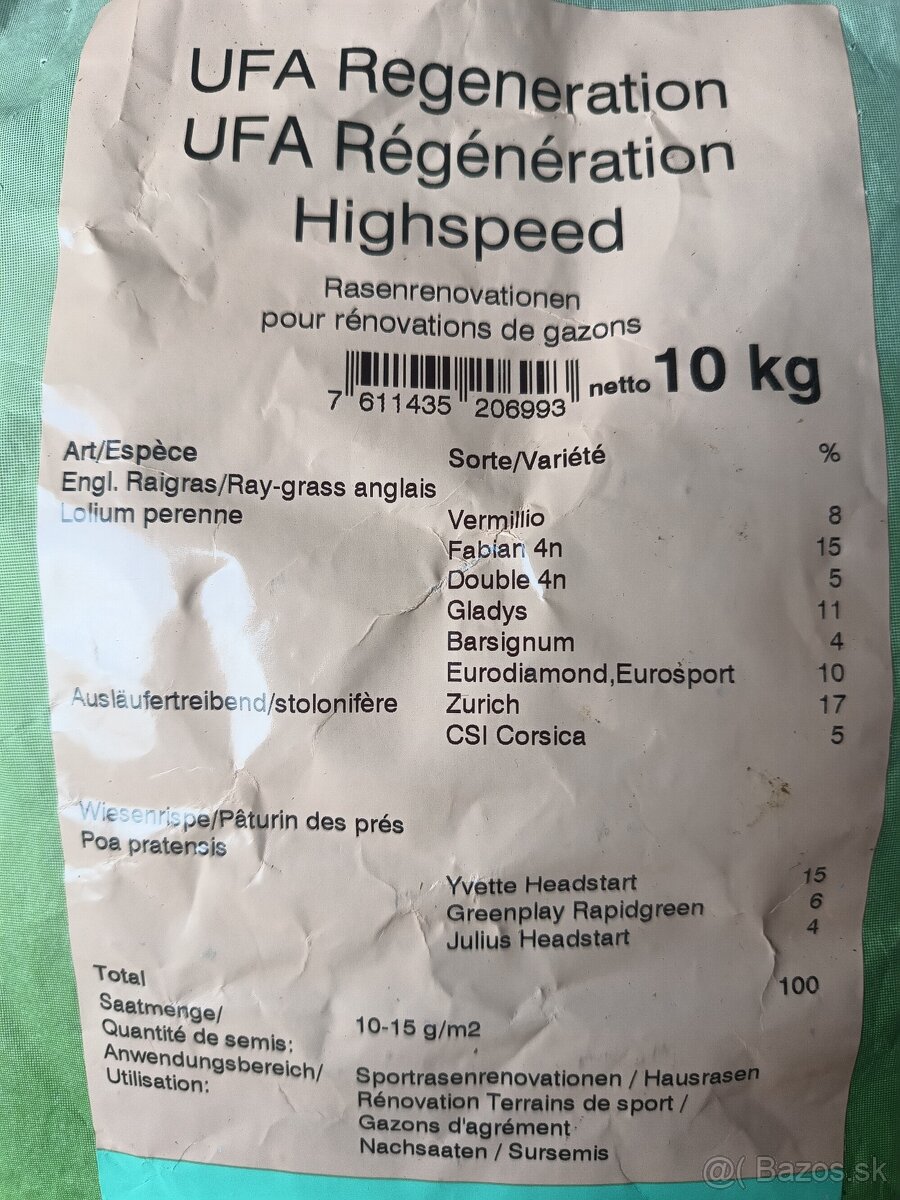 UFA Regeneration
UFA Régénération
Highspeed
Rasenrenovationen
pour rénovations de gazons
7 611435 206993 netto 10 kg
Art/Espèce Sorte/Variété %
Engl. Raigras/Ray-grass anglais
Lolium perenne Vermillio 8
Fabian 4n 15
Double 4n 5
Gladys 11
Barsignum 4
Eurodiamond,Eurosport 10
Ausläufertreibend/stolonifère Zurich 17
CSI Corsica 5
Wiesenrispe/Pâturin des prés
Poa pratensis
Yvette Headstart 15
Greenplay Rapidgreen 6
Julius Headstart 4
Total 100
Saatmenge/
Quantité de semis: 10-15 g/m2
Anwendungsbereich/
Utilisation: Sportrasenrenovationen / Hausrasen
Rénovation Terrains de sport /
Gazons d'agrément
Nachsaaten / Sursemis
@( Bazos.sk